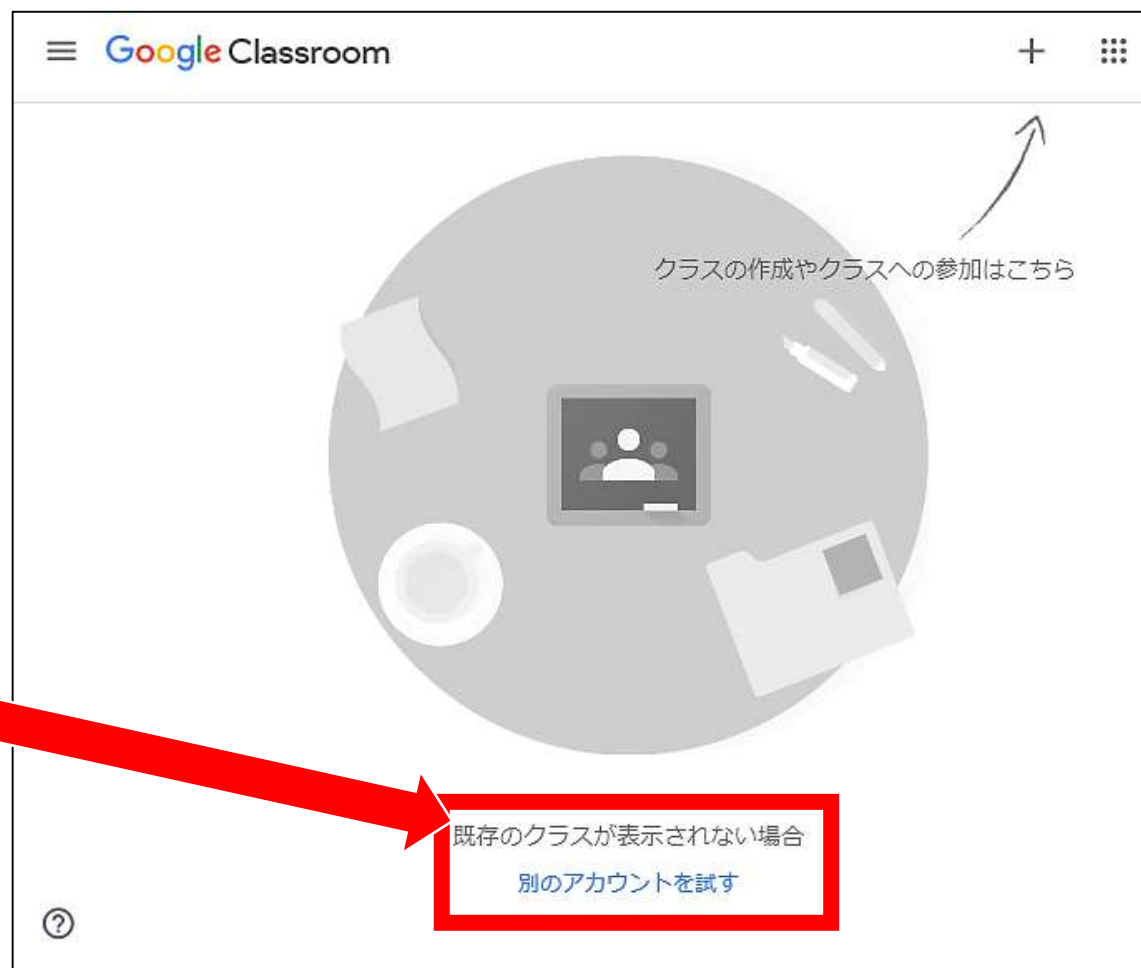 Google Classroom
クラスの作成やクラスへの参加はこちら
既存のクラスが表示されない場合
別のアカウントを試す